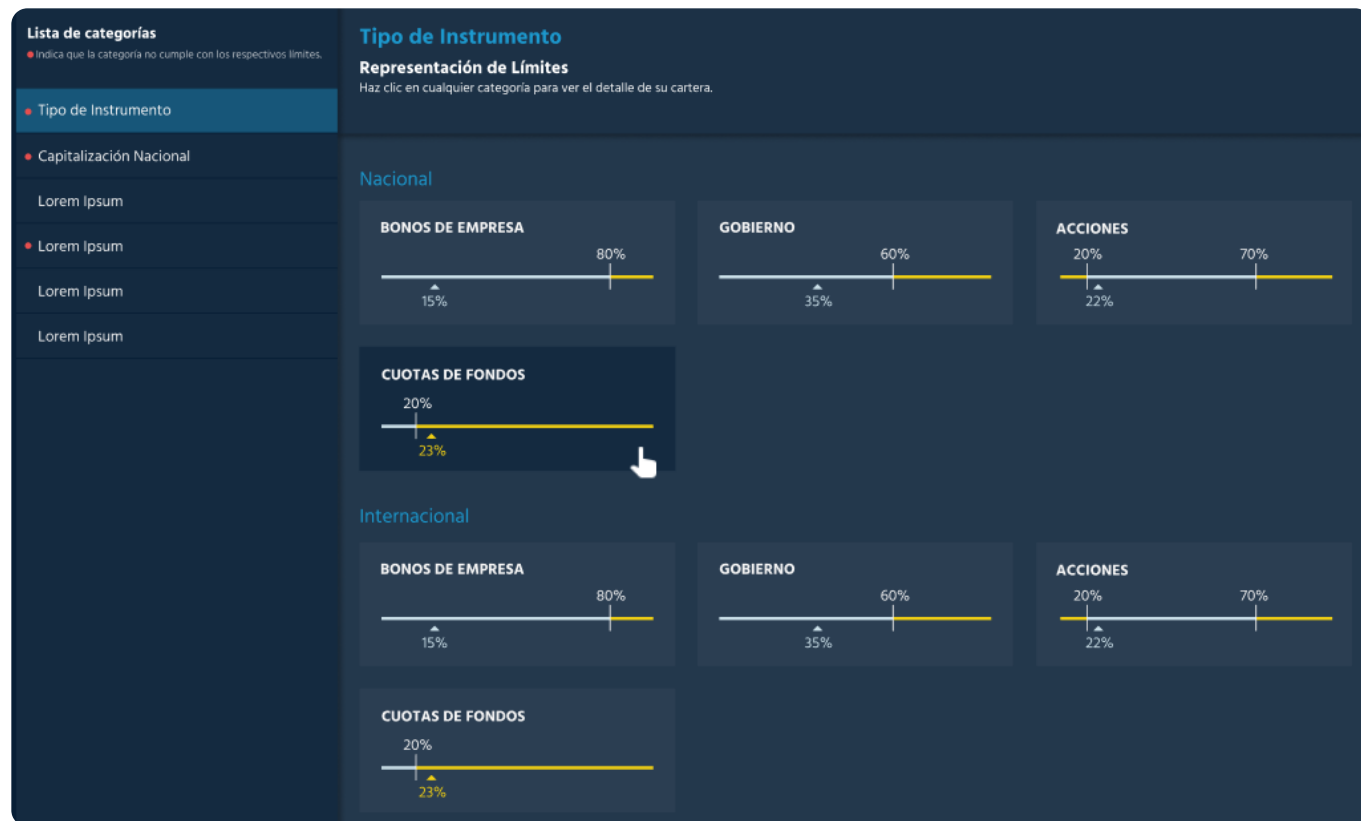 Lista de categorías
Indica que la categoría no cumple con los respectivos límites.
Tipo de Instrumento
Capitalización Nacional
Lorem Ipsum
Lorem Ipsum
Lorem Ipsum
Lorem Ipsum
Tipo de Instrumento
Representación de Límites
Haz clic en cualquier categoría para ver el detalle de su cartera.
Nacional
BONOS DE EMPRESA
80%
15%
GOBIERNO
60%
35%
ACCIONES
20% 70%
22%
CUOTAS DE FONDOS
20%
23%
Internacional
BONOS DE EMPRESA
80%
15%
GOBIERNO
60%
35%
ACCIONES
20% 70%
22%
CUOTAS DE FONDOS
20%
23%